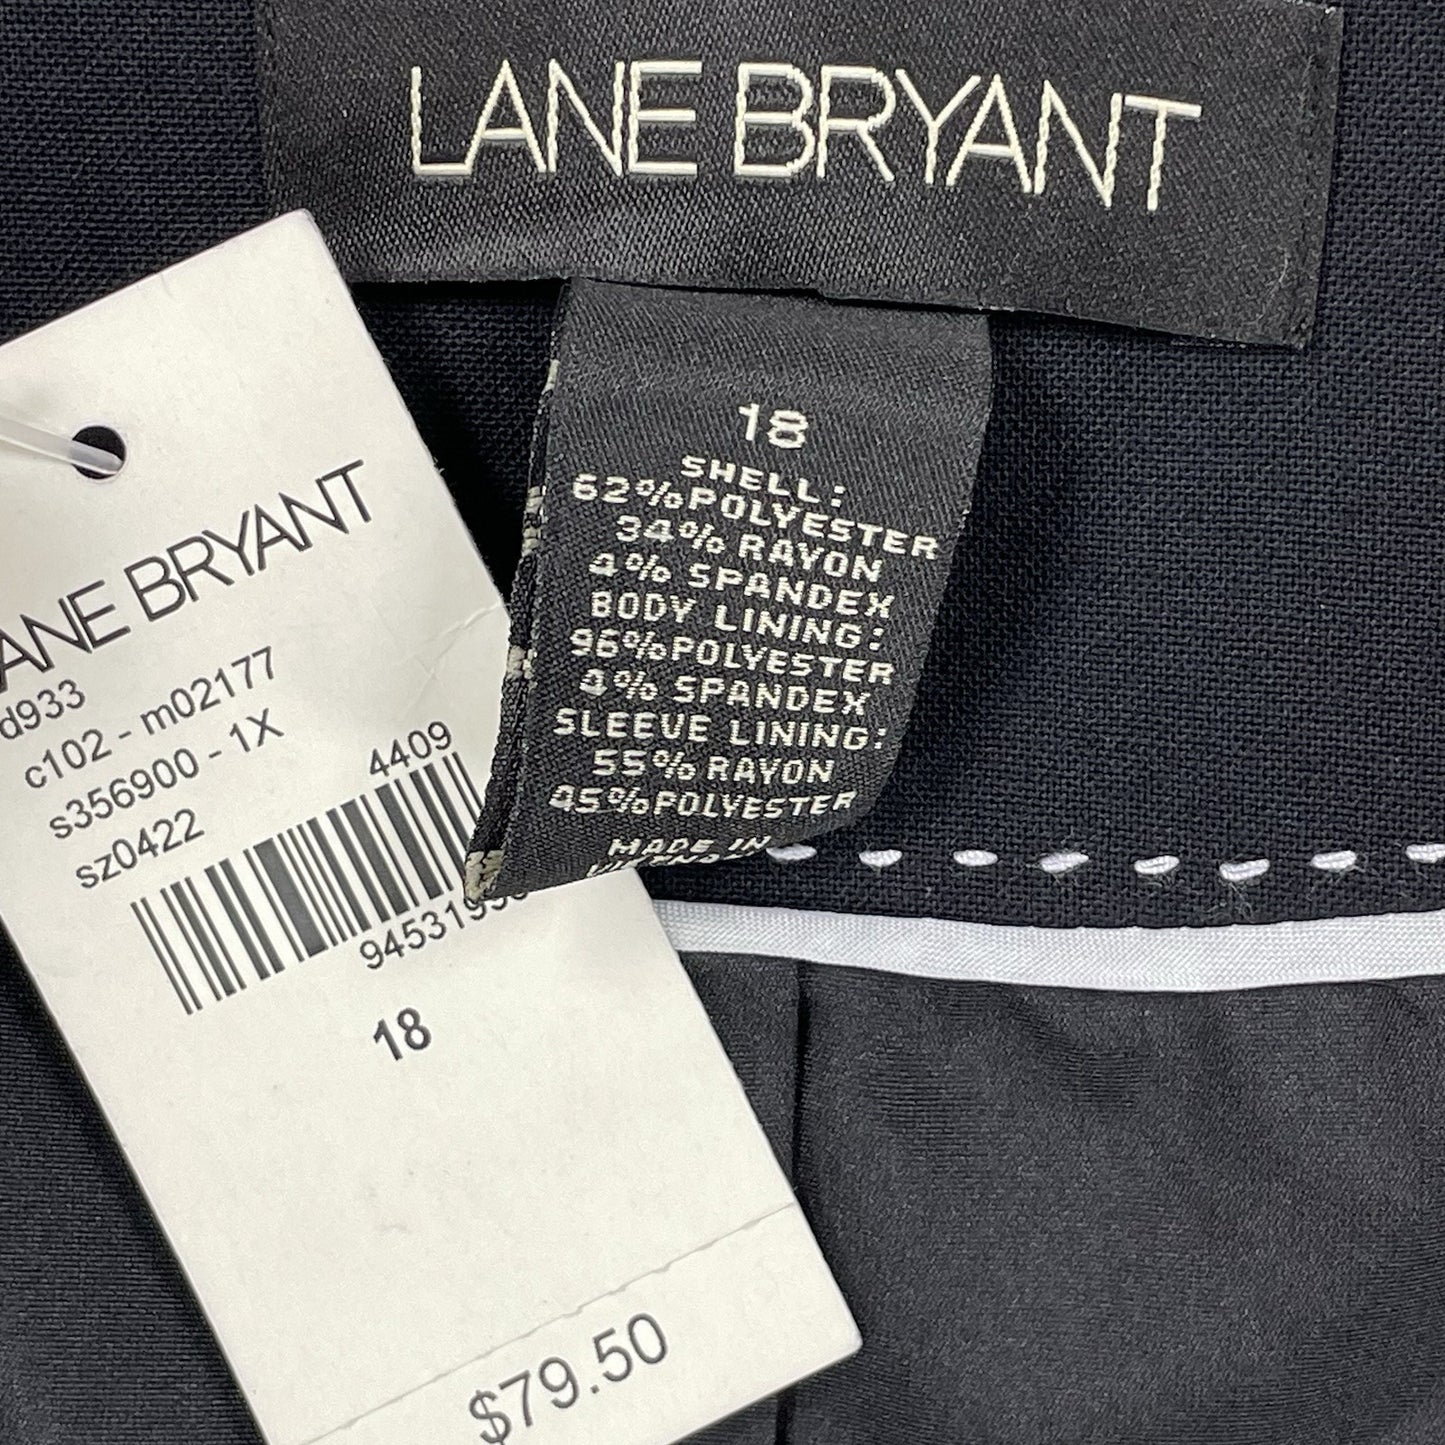 LANE BRYANT
18
SHELL:
62%POLYESTER
34% RAYON
4% SPANDEX
BODY LINING:
96%POLYESTER
4% SPANDEX
SLEEVE LINING:
55% RAYON
45%POLYESTER
MADE IN
ANE BRYANT
d933
c102 - m02177
s356900 - 1X
sz0422
4409
18
$79.50